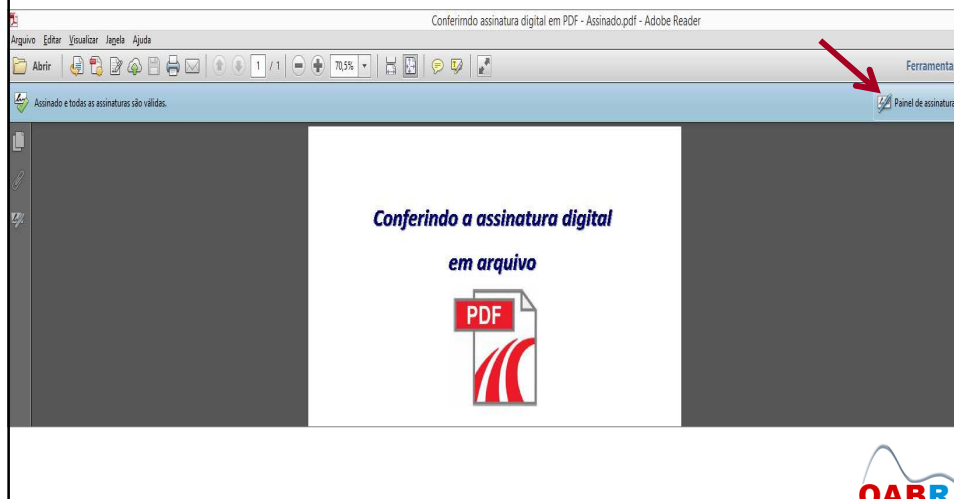 Conferirndo assinatura digital em PDF - Assinado.pdf - Adobe Reader
Arquivo Editar Visualizar Janela Ajuda
Abrir 1 / 1 70,5% Ferramenta
Assinado e todas as assinaturas são válidas. Painel de assinatura
Conferindo a assinatura digital
em arquivo
PDF
OABR